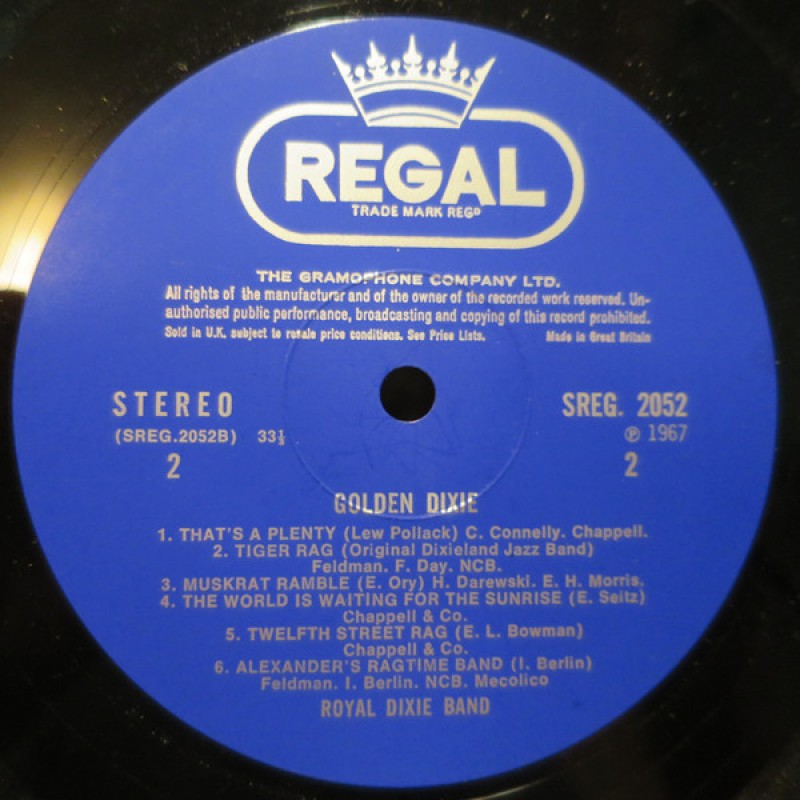 REGAL
TRADE MARK REGD
THE GRAMOPHONE COMPANY LTD.
All rights of the manufacturer and of the owner of the recorded work reserved. Un-
authorised public performance, broadcasting and copying of this record prohibited.
Sold in U.K. subject to resale price conditions. See Price Lists. Made in Great Britain
STEREO SREG. 2052
(SREG.2052B) 33⅓ ℗ 1967
2 2
GOLDEN DIXIE
1. THAT'S A PLENTY (Lew Pollack) C. Connelly. Chappell.
2. TIGER RAG (Original Dixieland Jazz Band)
Feldman. F. Day. NCB.
3. MUSKRAT RAMBLE (E. Ory) H. Darewski. E. H. Morris.
4. THE WORLD IS WAITING FOR THE SUNRISE (E. Seitz)
Chappell & Co.
5. TWELFTH STREET RAG (E. L. Bowman)
Chappell & Co.
6. ALEXANDER'S RAGTIME BAND (I. Berlin)
Feldman. I. Berlin. NCB. Mecolico
ROYAL DIXIE BAND